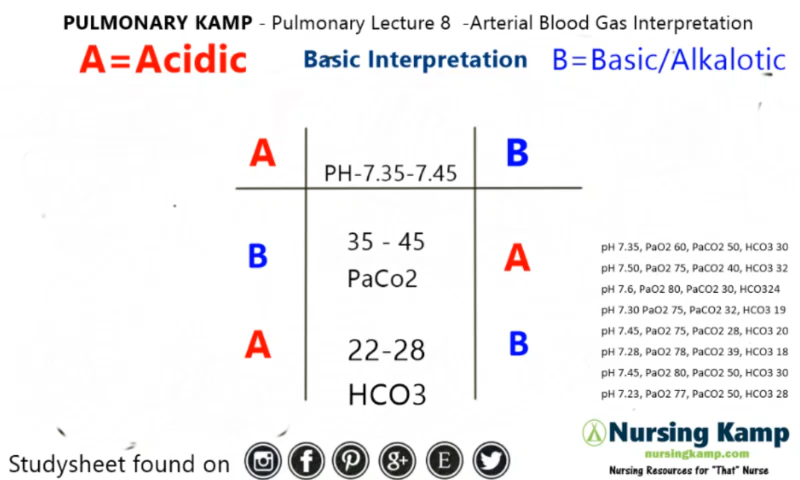 PULMONARY KAMP - Pulmonary Lecture 8 -Arterial Blood Gas Interpretation
A=Acidic Basic Interpretation B=Basic/Alkalotic
A B
PH-7.35-7.45
35 - 45
B A
PaCo2
A 22-28 B
HCO3
pH 7.35, PaO2 60, PaCO2 50, HCO3 30
pH 7.50, PaO2 75, PaCO2 40, HCO3 32
pH 7.6, PaO2 80, PaCO2 30, HCO324
pH 7.30 PaO2 75, PaCO2 32, HCO3 19
pH 7.45, PaO2 75, PaCO2 28, HCO3 20
pH 7.28, PaO2 78, PaCO2 39, HCO3 18
pH 7.45, PaO2 80, PaCO2 50, HCO3 30
pH 7.23, PaO2 77, PaCO2 50, HCO3 28
Nursing Kamp
nursingkamp.com
Nursing Resources for "That" Nurse
Studysheet found on f 8+ E